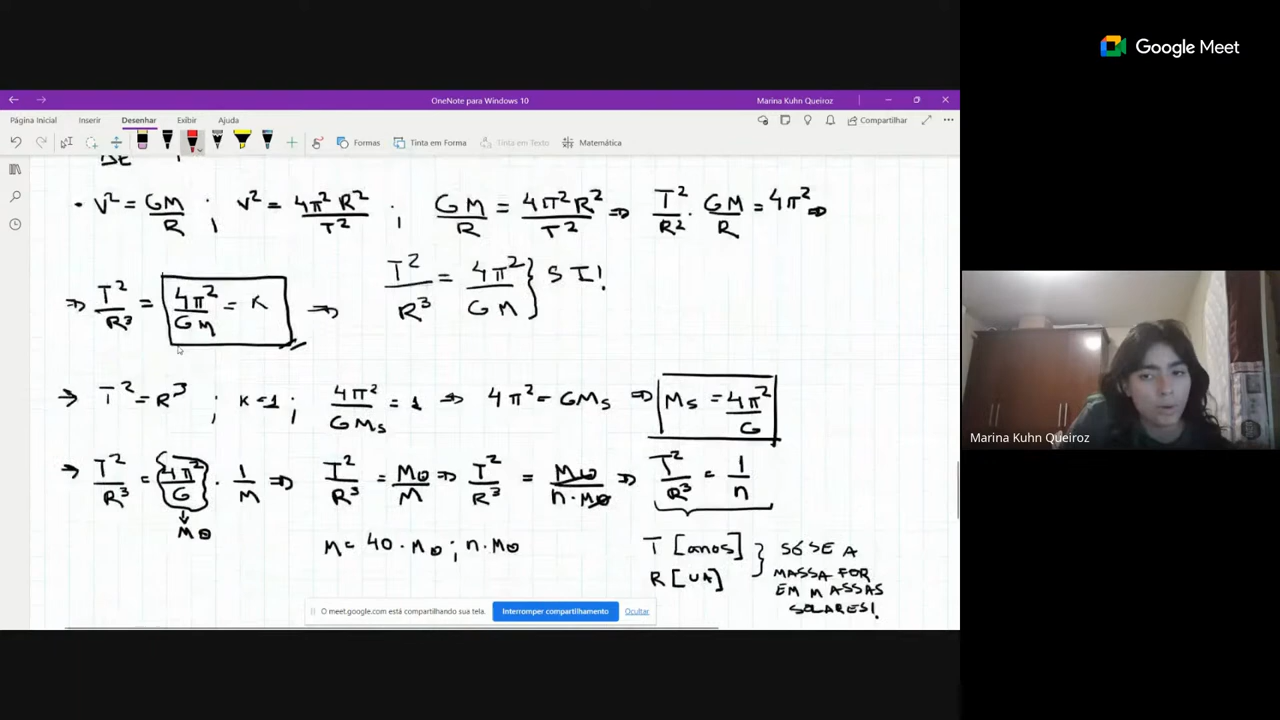 Google Meet
OneNote para Windows 10
Marina Kuhn Queiroz
Página Inicial Inserir Desenhar Exibir Ajuda
Compartilhar
Formas Tinta em Forma Tinta em Texto Matemática
ΔE
• V² = GM/R ; V² = 4π²R²/T² ; GM/R = 4π²R²/T² ⇒ T²/R² · GM/R = 4π² ⇒
⇒ T²/R³ = 4π²/GM = K ⇒ T²/R³ = 4π²/GM } SI!
→ T² = R³ ; K=1 ; 4π²/GMs = 1 → 4π² = GMs ⇒ Ms = 4π²/G
→ T²/R³ = 4π²/G · 1/M ⇒ T²/R³ = M⊙/M ⇒ T²/R³ = M⊙/n·M⊙ ⇒ T²/R³ = 1/n
↓
M⊙
M = 40·M⊙ ; n·M⊙
T [anos]
R [UA]
} SÓ SE A
MASSA FOR
EM MASSAS
SOLARES!
O meet.google.com está compartilhando sua tela. Interromper compartilhamento Ocultar
Marina Kuhn Queiroz